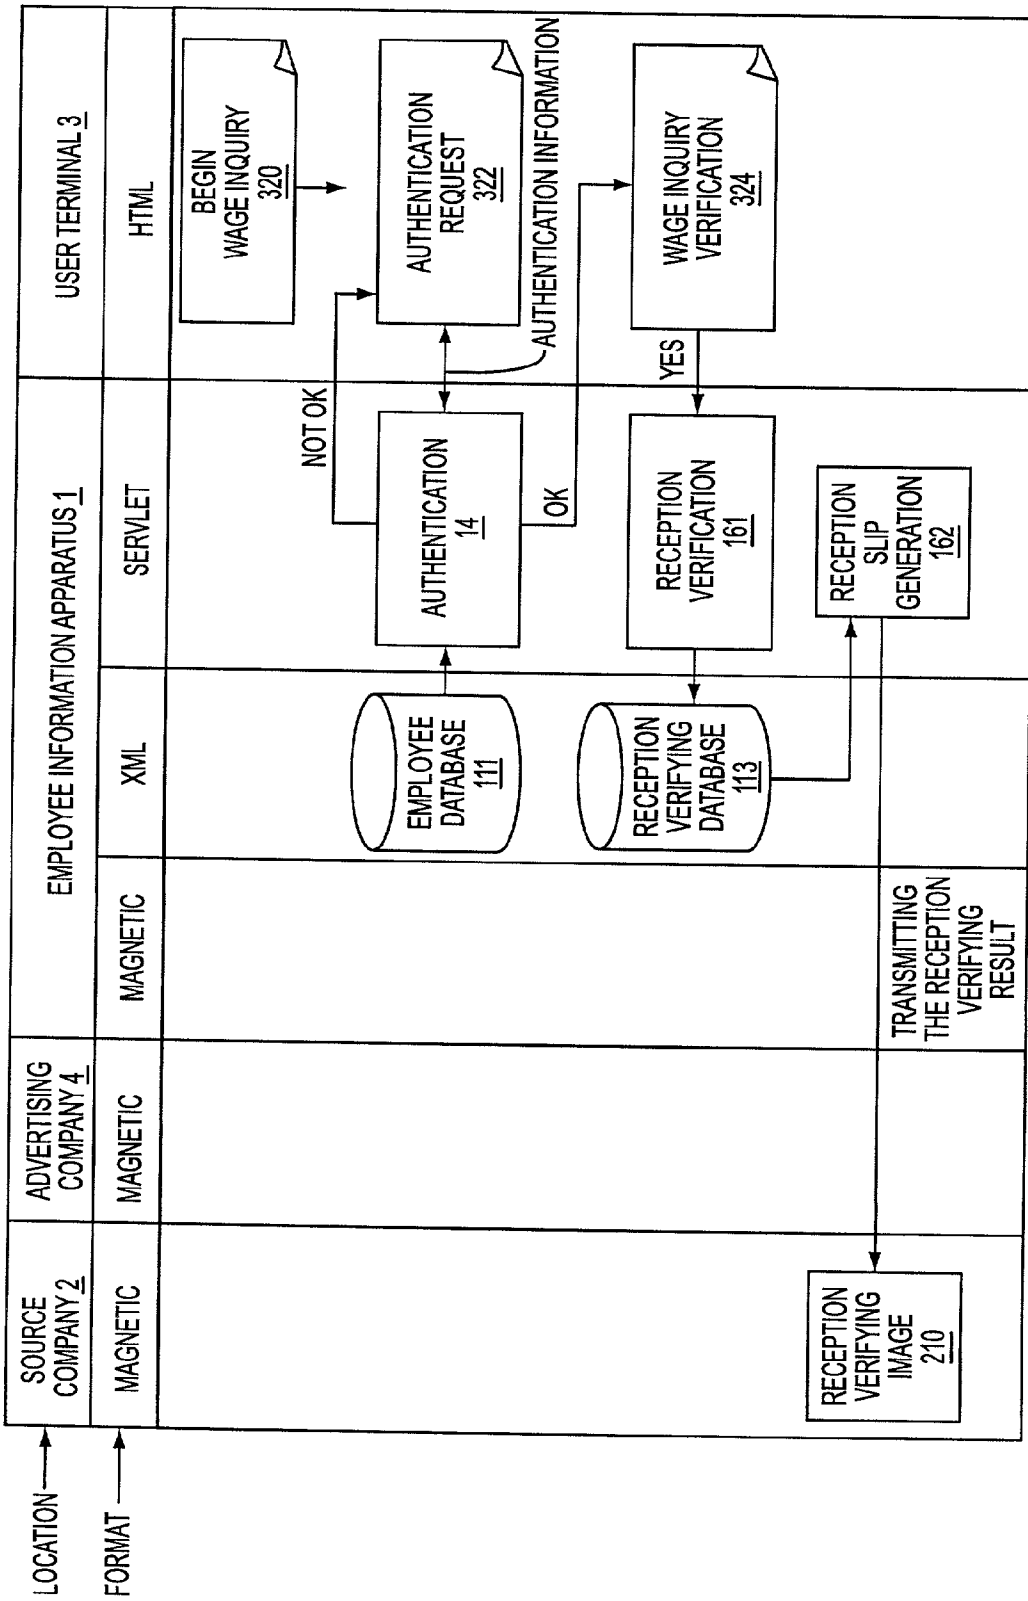 LOCATION
FORMAT
SOURCE
COMPANY 2
ADVERTISING
COMPANY 4
EMPLOYEE INFORMATION APPARATUS 1
USER TERMINAL 3
MAGNETIC
MAGNETIC
MAGNETIC
XML
SERVLET
HTML
BEGIN
WAGE INQUIRY
320
NOT OK
EMPLOYEE
DATABASE
111
AUTHENTICATION
14
AUTHENTICATION
REQUEST
322
AUTHENTICATION INFORMATION
OK
RECEPTION
VERIFYING
DATABASE
113
RECEPTION
VERIFICATION
161
YES
WAGE INQUIRY
VERIFICATION
324
RECEPTION
VERIFYING
IMAGE
210
RECEPTION
SLIP
GENERATION
162
TRANSMITTING
THE RECEPTION
VERIFYING
RESULT